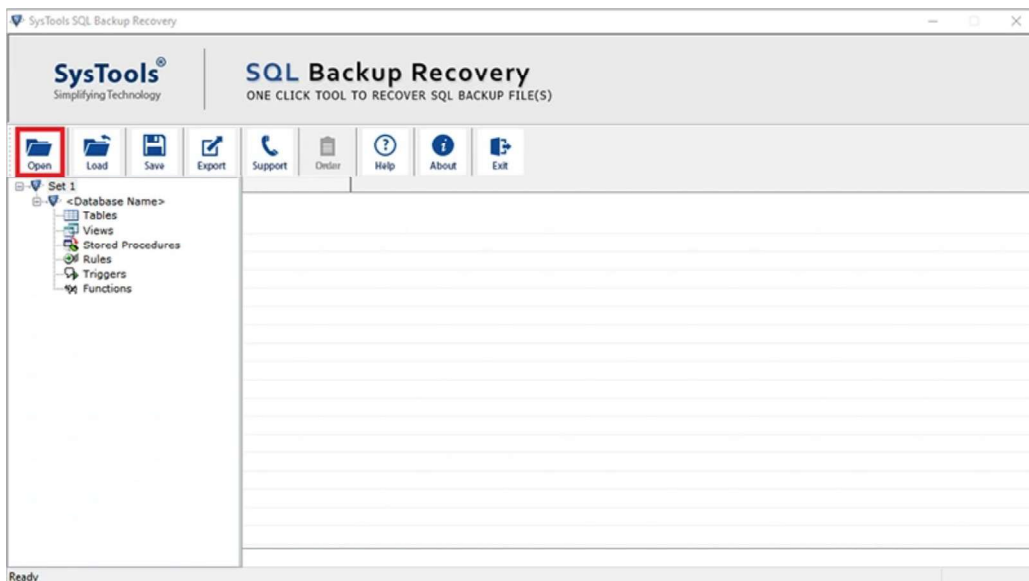 SysTools SQL Backup Recovery
SysTools®
Simplifying Technology
SQL Backup Recovery
ONE CLICK TOOL TO RECOVER SQL BACKUP FILE(S)
Open Load Save Export Support Order Help About Exit
Set 1
<Database Name>
Tables
Views
Stored Procedures
Rules
Triggers
Functions
Ready